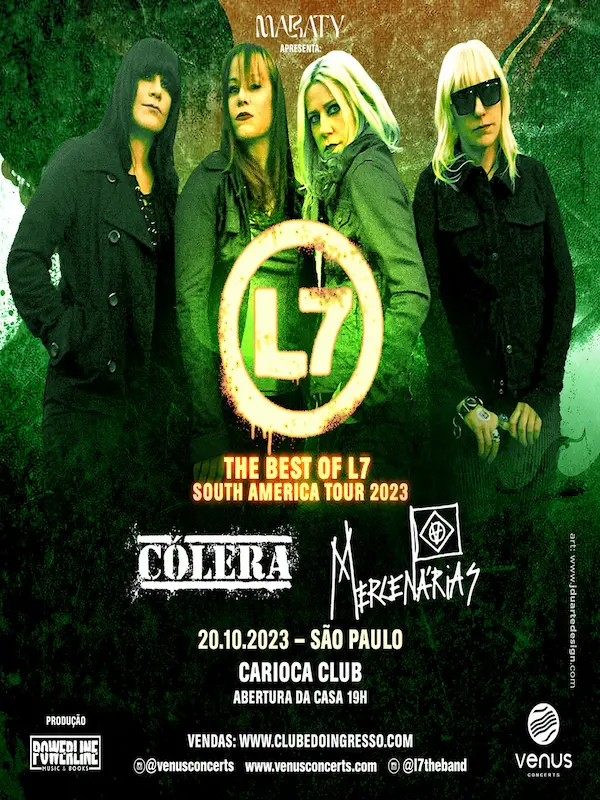 MARATY
APRESENTA:
L7
THE BEST OF L7
SOUTH AMERICA TOUR 2023
CÓLERA
MERCENÁRIAS
20.10.2023 – SÃO PAULO
CARIOCA CLUB
ABERTURA DA CASA 19H
art: www.jduartedesign.com
PRODUÇÃO
POWERLINE
MUSIC & BOOKS
VENDAS: WWW.CLUBEDOINGRESSO.COM
@venusconcerts www.venusconcerts.com @l7theband
venus
CONCERTS